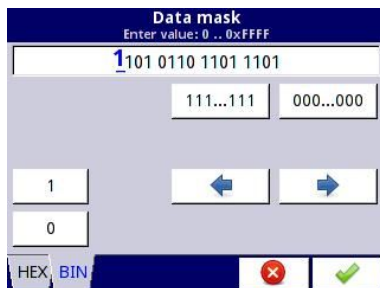 Data mask
Enter value: 0 .. 0xFFFF
1101 0110 1101 1101
111...111 000...000
1
0
HEX BIN